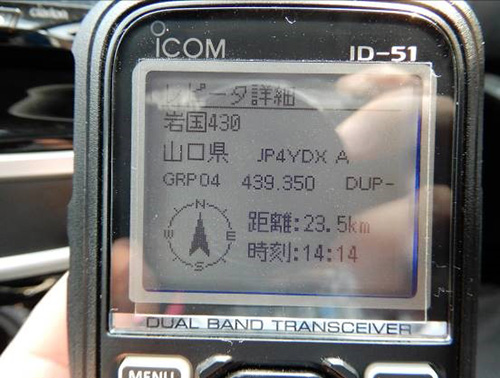 ICOM ID-51
レピータ詳細
岩国430
山口県 JP4YDX A
GRP04 439.350 DUP-
N
W E
S
距離:23.5km
時刻:14:14
DUAL BAND TRANSCEIVER
MENU